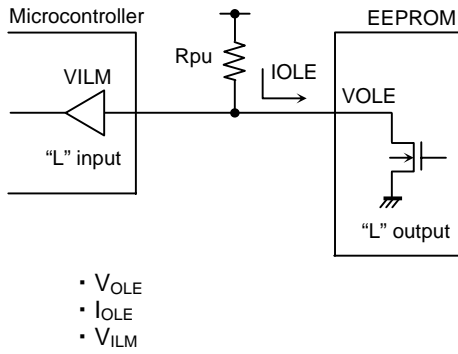 Microcontroller
EEPROM
Rpu
IOLE
VILM
VOLE
“L” input
“L” output
・VOLE
・IOLE
・VILM